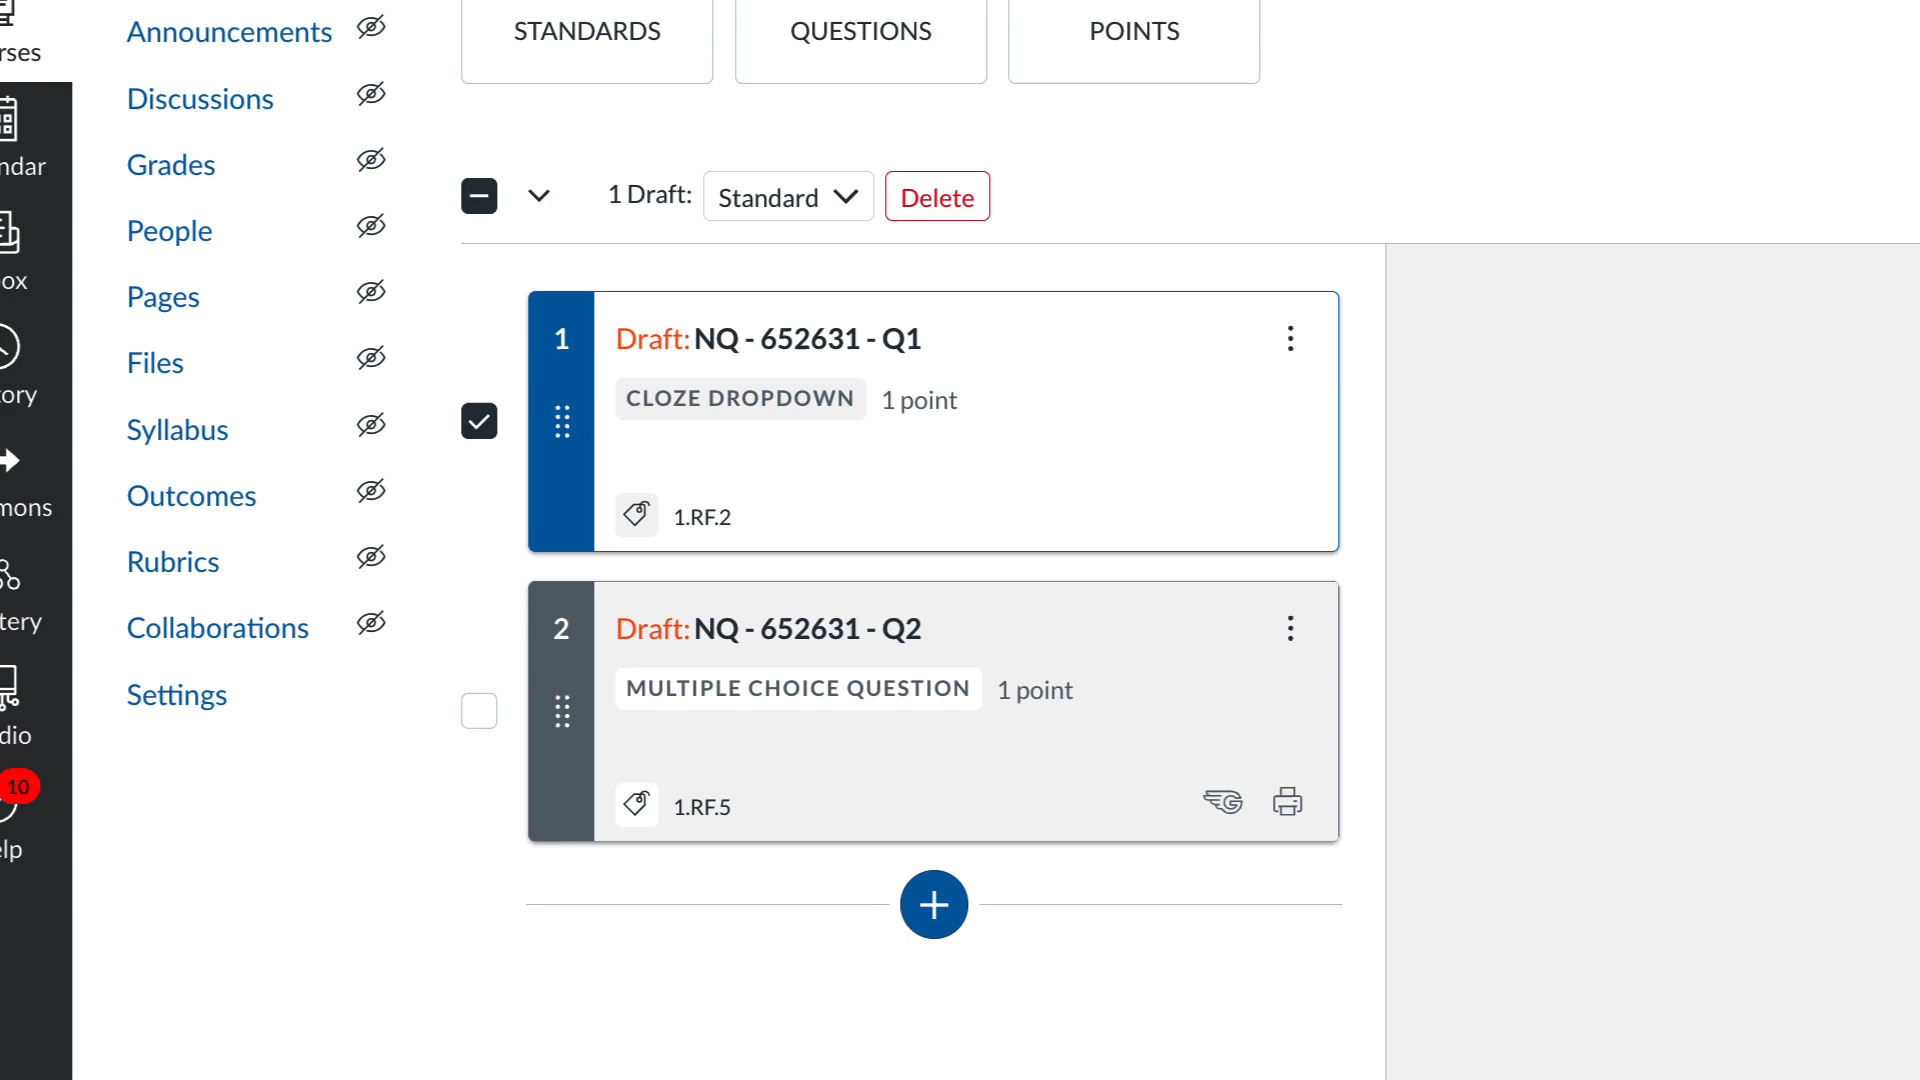 rses
ndar
ox
ory
mons
tery
dio
10
elp
Announcements
Discussions
Grades
People
Pages
Files
Syllabus
Outcomes
Rubrics
Collaborations
Settings
STANDARDS
QUESTIONS
POINTS
1 Draft:
Standard
Delete
1
Draft: NQ - 652631 - Q1
CLOZE DROPDOWN
1 point
1.RF.2
2
Draft: NQ - 652631 - Q2
MULTIPLE CHOICE QUESTION
1 point
1.RF.5
G